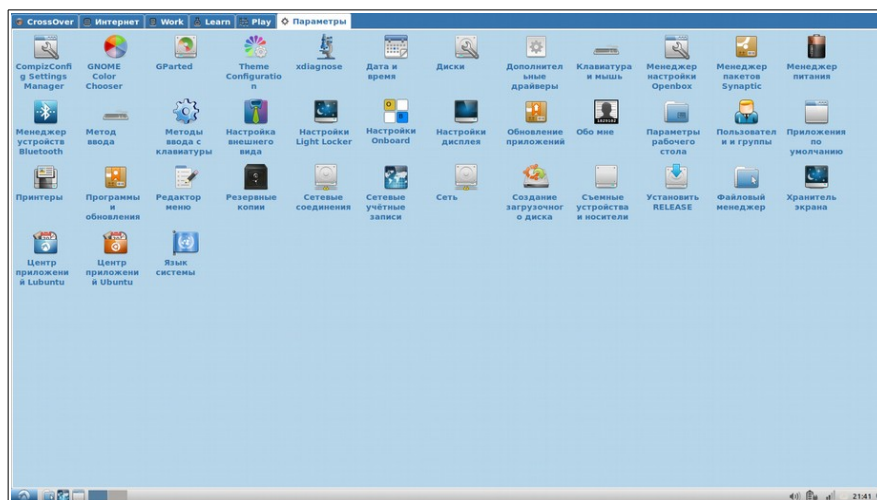 CrossOver Интернет Work Learn Play Параметры
CompizConfi GNOME GParted Theme xdiagnose Дата и Диски Дополнител Клавиатура Менеджер Менеджер Менеджер
g Settings Color Configuratio время ьные и мышь настройки пакетов питания
Manager Chooser n драйверы Openbox Synaptic
Менеджер Метод Методы Настройка Настройки Настройки Настройки Обновление Обо мне Параметры Пользовател Приложения
устройств ввода ввода с внешнего Light Locker Onboard дисплея приложений рабочего и и группы по
Bluetooth клавиатуры вида стола умолчанию
Принтеры Программы Редактор Резервные Сетевые Сетевые Сеть Создание Съемные Установить Файловый Хранитель
и меню копии соединения учётные загрузочног устройства RELEASE менеджер экрана
обновления записи о диска и носители
Центр Центр Язык
приложени приложени системы
й Lubuntu й Ubuntu
21:41